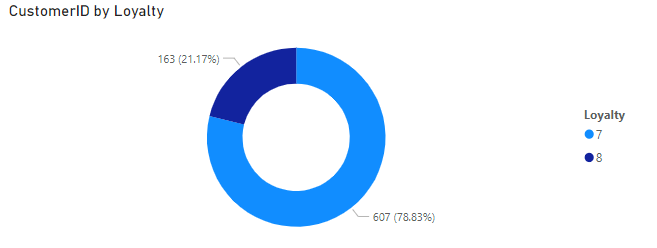 CustomerID by Loyalty
163 (21.17%)
Loyalty
7
8
607 (78.83%)